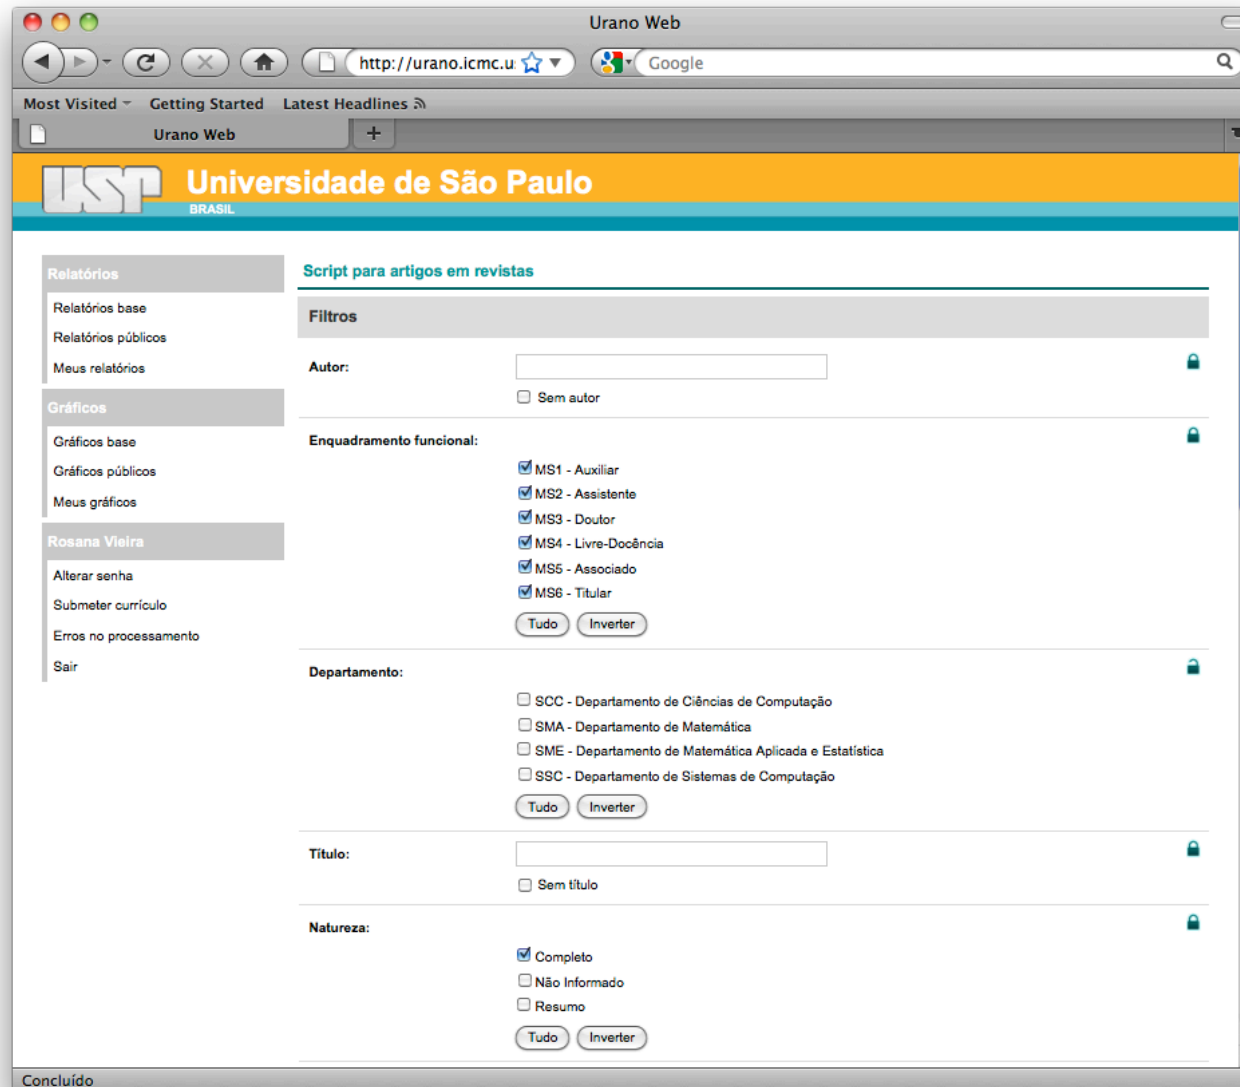 Urano Web
http://urano.icmc.u
Google
Most Visited
Getting Started
Latest Headlines
Urano Web
USP
Universidade de São Paulo
BRASIL
Relatórios
Relatórios base
Relatórios públicos
Meus relatórios
Gráficos
Gráficos base
Gráficos públicos
Meus gráficos
Rosana Vieira
Alterar senha
Submeter currículo
Erros no processamento
Sair
Script para artigos em revistas
Filtros
Autor:
Sem autor
Enquadramento funcional:
MS1 - Auxiliar
MS2 - Assistente
MS3 - Doutor
MS4 - Livre-Docência
MS5 - Associado
MS6 - Titular
Tudo Inverter
Departamento:
SCC - Departamento de Ciências de Computação
SMA - Departamento de Matemática
SME - Departamento de Matemática Aplicada e Estatística
SSC - Departamento de Sistemas de Computação
Tudo Inverter
Título:
Sem título
Natureza:
Completo
Não Informado
Resumo
Tudo Inverter
Concluído